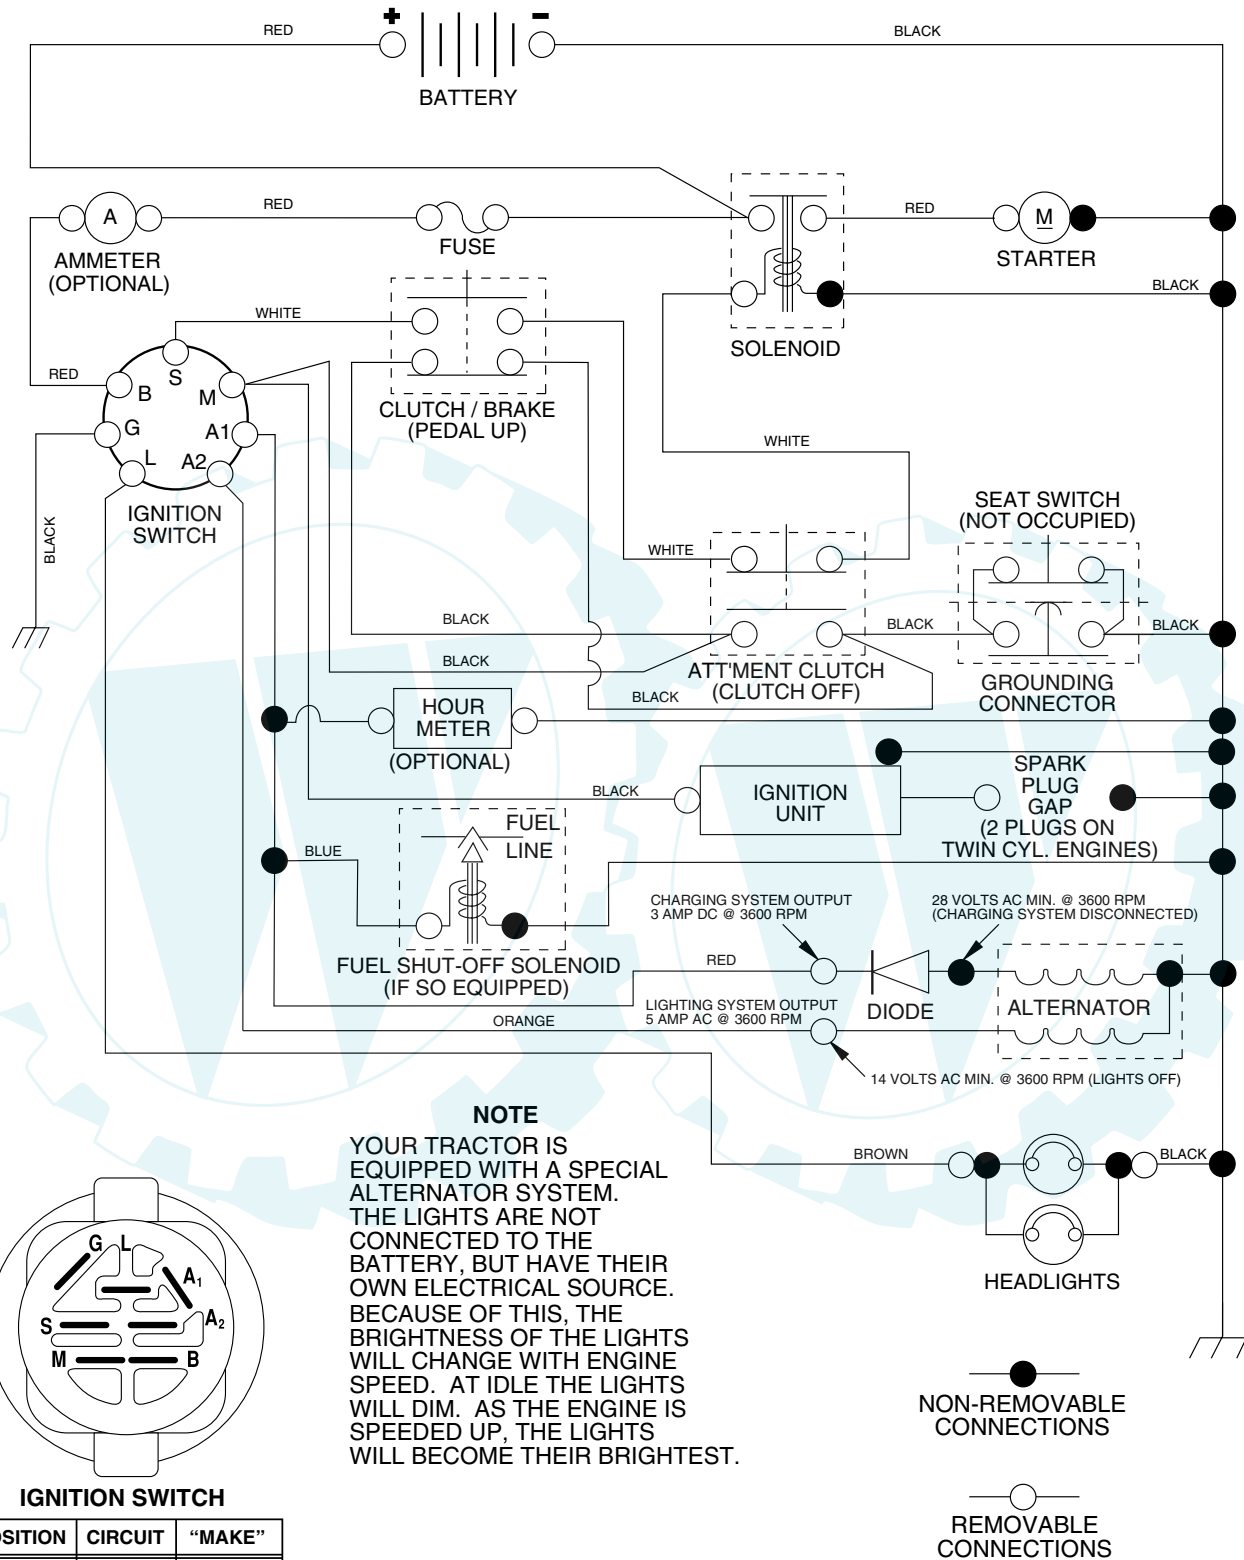 +
−
RED
BLACK
BATTERY
RED
A
AMMETER
(OPTIONAL)
FUSE
RED
M
STARTER
BLACK
SOLENOID
WHITE
RED
S
B
M
G
A1
L
A2
CLUTCH / BRAKE
(PEDAL UP)
WHITE
IGNITION
SWITCH
BLACK
SEAT SWITCH
(NOT OCCUPIED)
WHITE
BLACK
BLACK
BLACK
BLACK
ATT'MENT CLUTCH
(CLUTCH OFF)
BLACK
GROUNDING
CONNECTOR
HOUR
METER
(OPTIONAL)
BLACK
IGNITION
UNIT
SPARK
PLUG
GAP
(2 PLUGS ON
TWIN CYL. ENGINES)
FUEL
LINE
BLUE
CHARGING SYSTEM OUTPUT
3 AMP DC @ 3600 RPM
28 VOLTS AC MIN. @ 3600 RPM
(CHARGING SYSTEM DISCONNECTED)
FUEL SHUT-OFF SOLENOID
(IF SO EQUIPPED)
RED
DIODE
ALTERNATOR
LIGHTING SYSTEM OUTPUT
5 AMP AC @ 3600 RPM
ORANGE
14 VOLTS AC MIN. @ 3600 RPM (LIGHTS OFF)
NOTE
YOUR TRACTOR IS
EQUIPPED WITH A SPECIAL
ALTERNATOR SYSTEM.
THE LIGHTS ARE NOT
CONNECTED TO THE
BATTERY, BUT HAVE THEIR
OWN ELECTRICAL SOURCE.
BECAUSE OF THIS, THE
BRIGHTNESS OF THE LIGHTS
WILL CHANGE WITH ENGINE
SPEED. AT IDLE THE LIGHTS
WILL DIM. AS THE ENGINE IS
SPEEDED UP, THE LIGHTS
WILL BECOME THEIR BRIGHTEST.
BROWN
BLACK
HEADLIGHTS
G
L
A1
A2
S
M
B
IGNITION SWITCH
OSITION CIRCUIT “MAKE”
NON-REMOVABLE
CONNECTIONS
REMOVABLE
CONNECTIONS